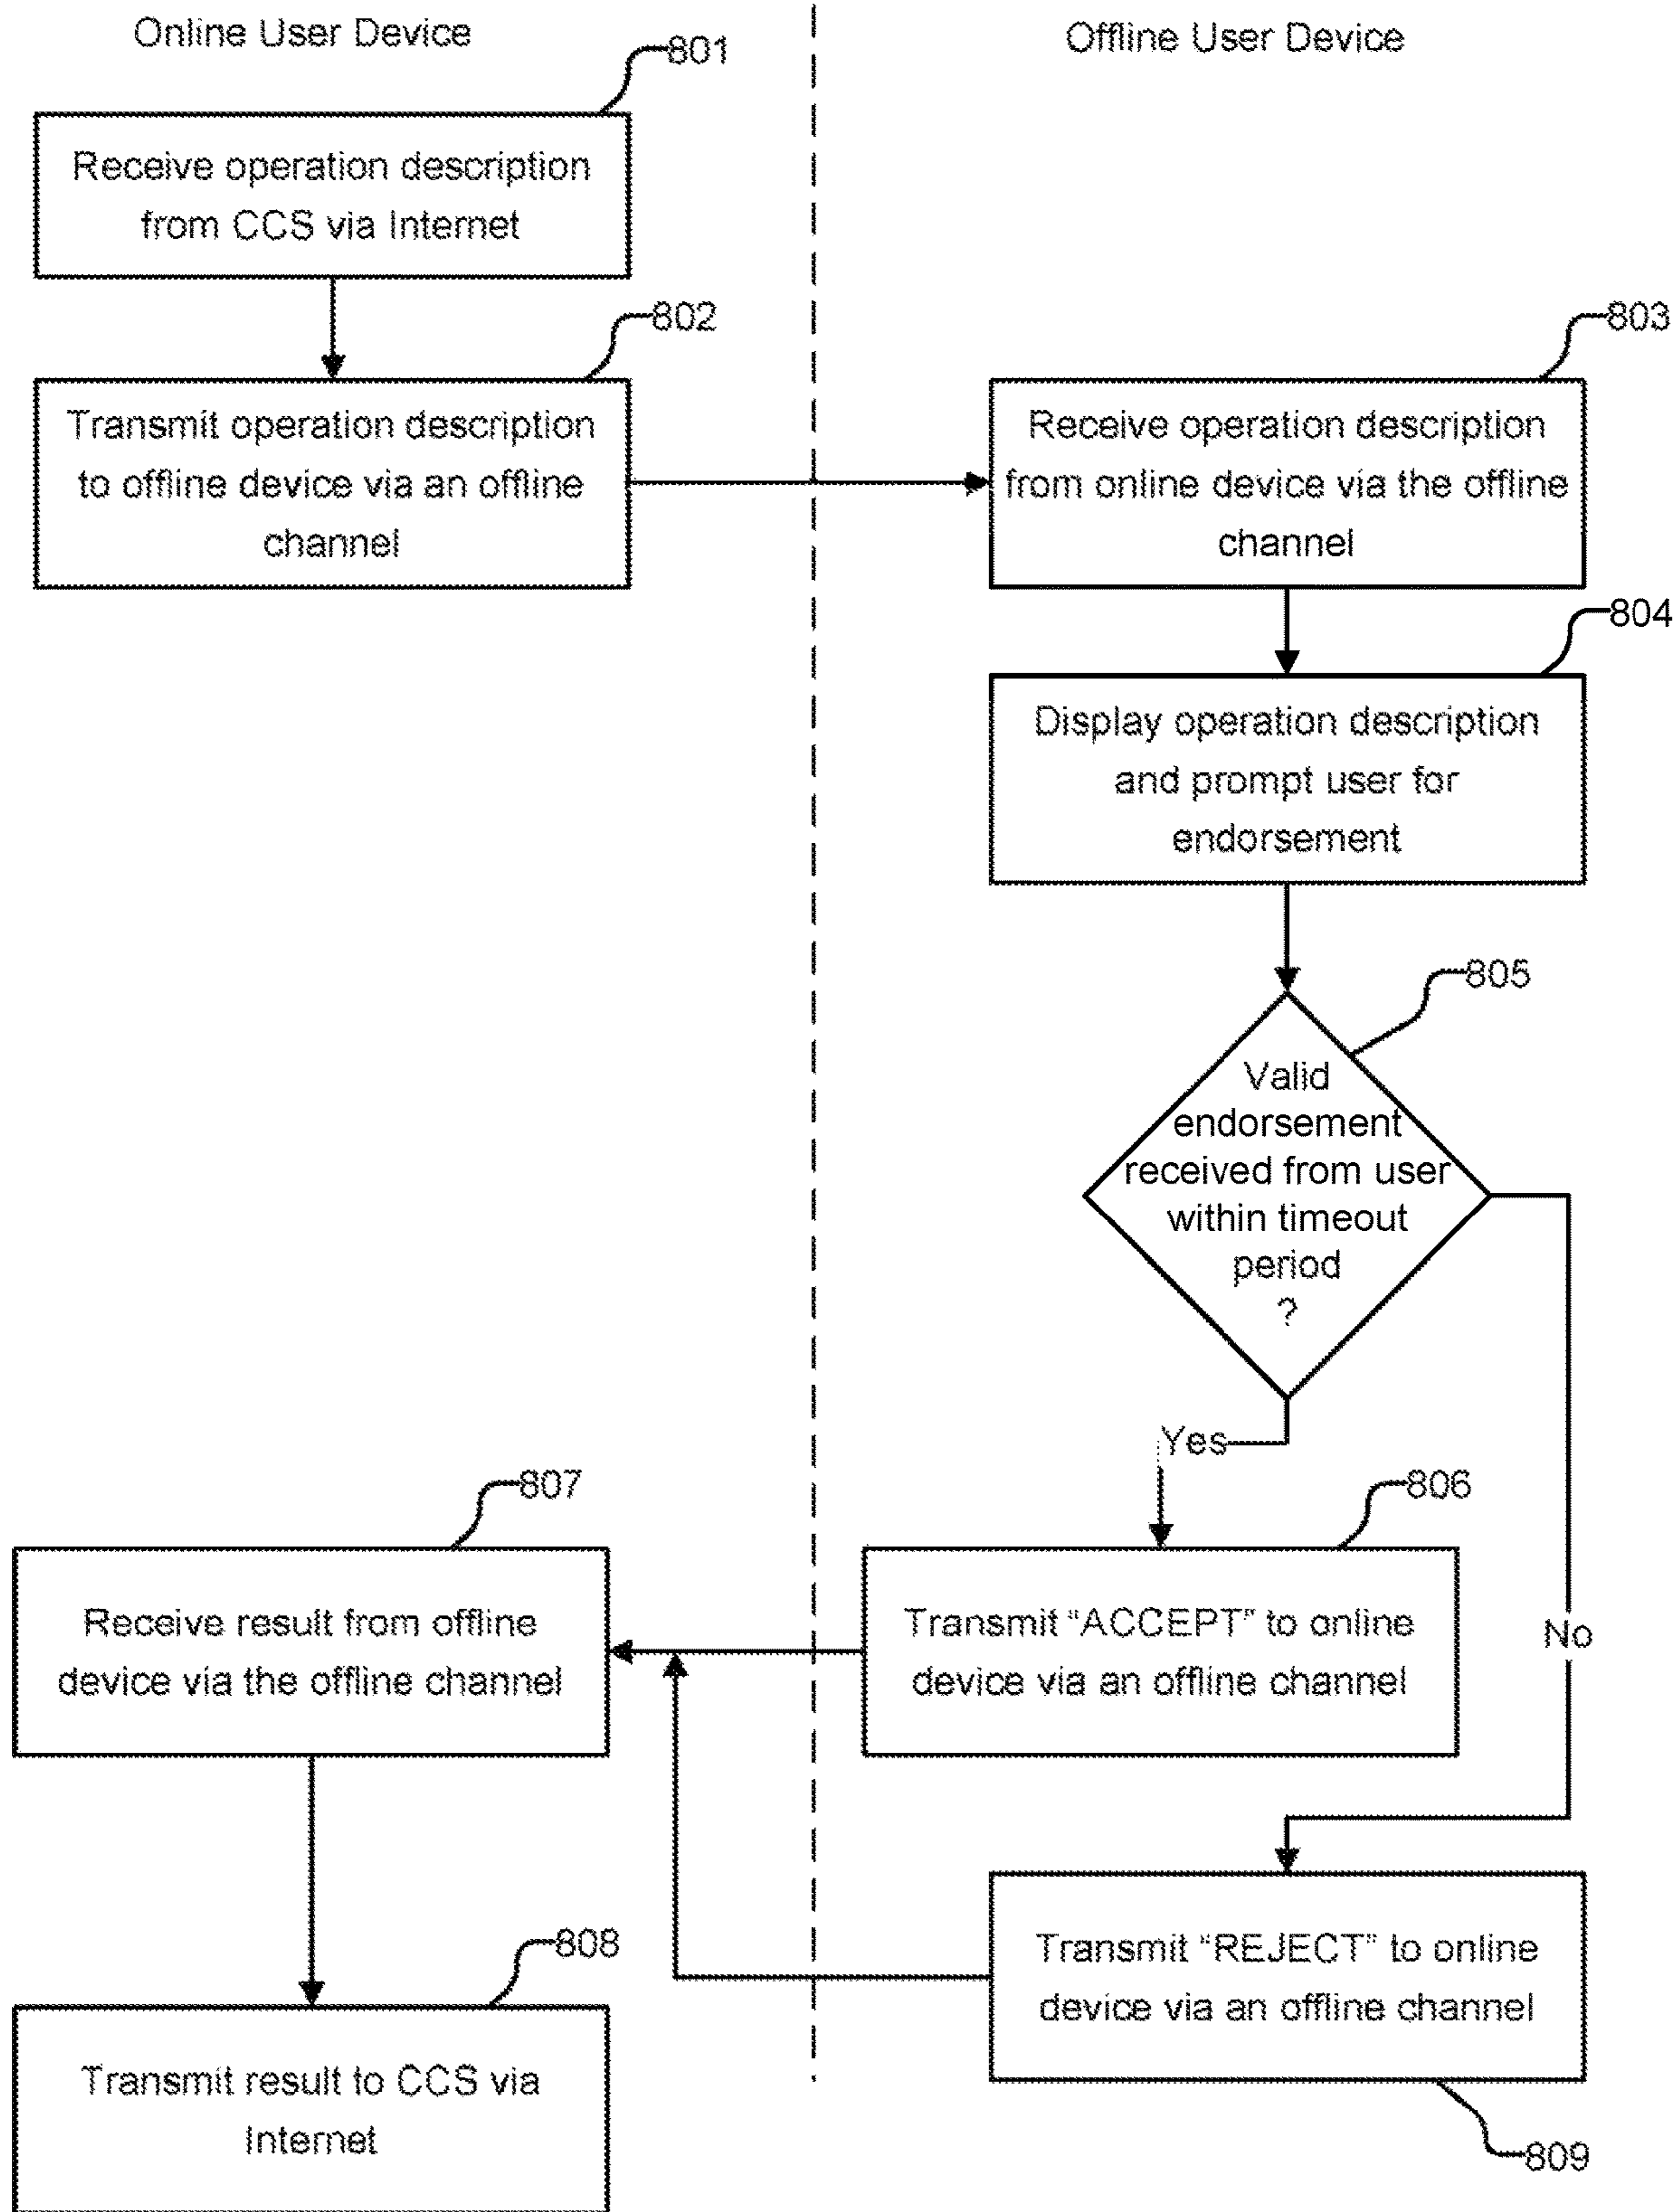 Online User Device
Offline User Device
801
Receive operation description
from CCS via Internet
802
Transmit operation description
to offline device via an offline
channel
803
Receive operation description
from online device via the offline
channel
804
Display operation description
and prompt user for
endorsement
805
Valid
endorsement
received from user
within timeout
period
?
Yes
No
806
Transmit “ACCEPT” to online
device via an offline channel
807
Receive result from offline
device via the offline channel
808
Transmit result to CCS via
Internet
Transmit “REJECT” to online
device via an offline channel
809